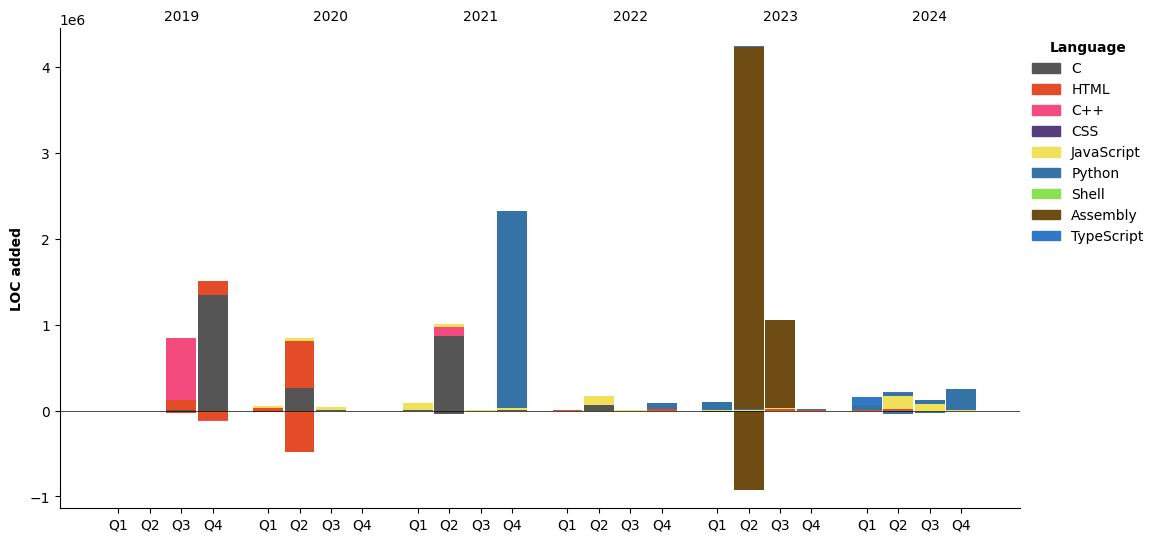 1e6
2019 2020 2021 2022 2023 2024
Language
C
HTML
C++
CSS
JavaScript
Python
Shell
Assembly
TypeScript
LOC added
4
3
2
1
0
−1
Q1 Q2 Q3 Q4 Q1 Q2 Q3 Q4 Q1 Q2 Q3 Q4 Q1 Q2 Q3 Q4 Q1 Q2 Q3 Q4 Q1 Q2 Q3 Q4